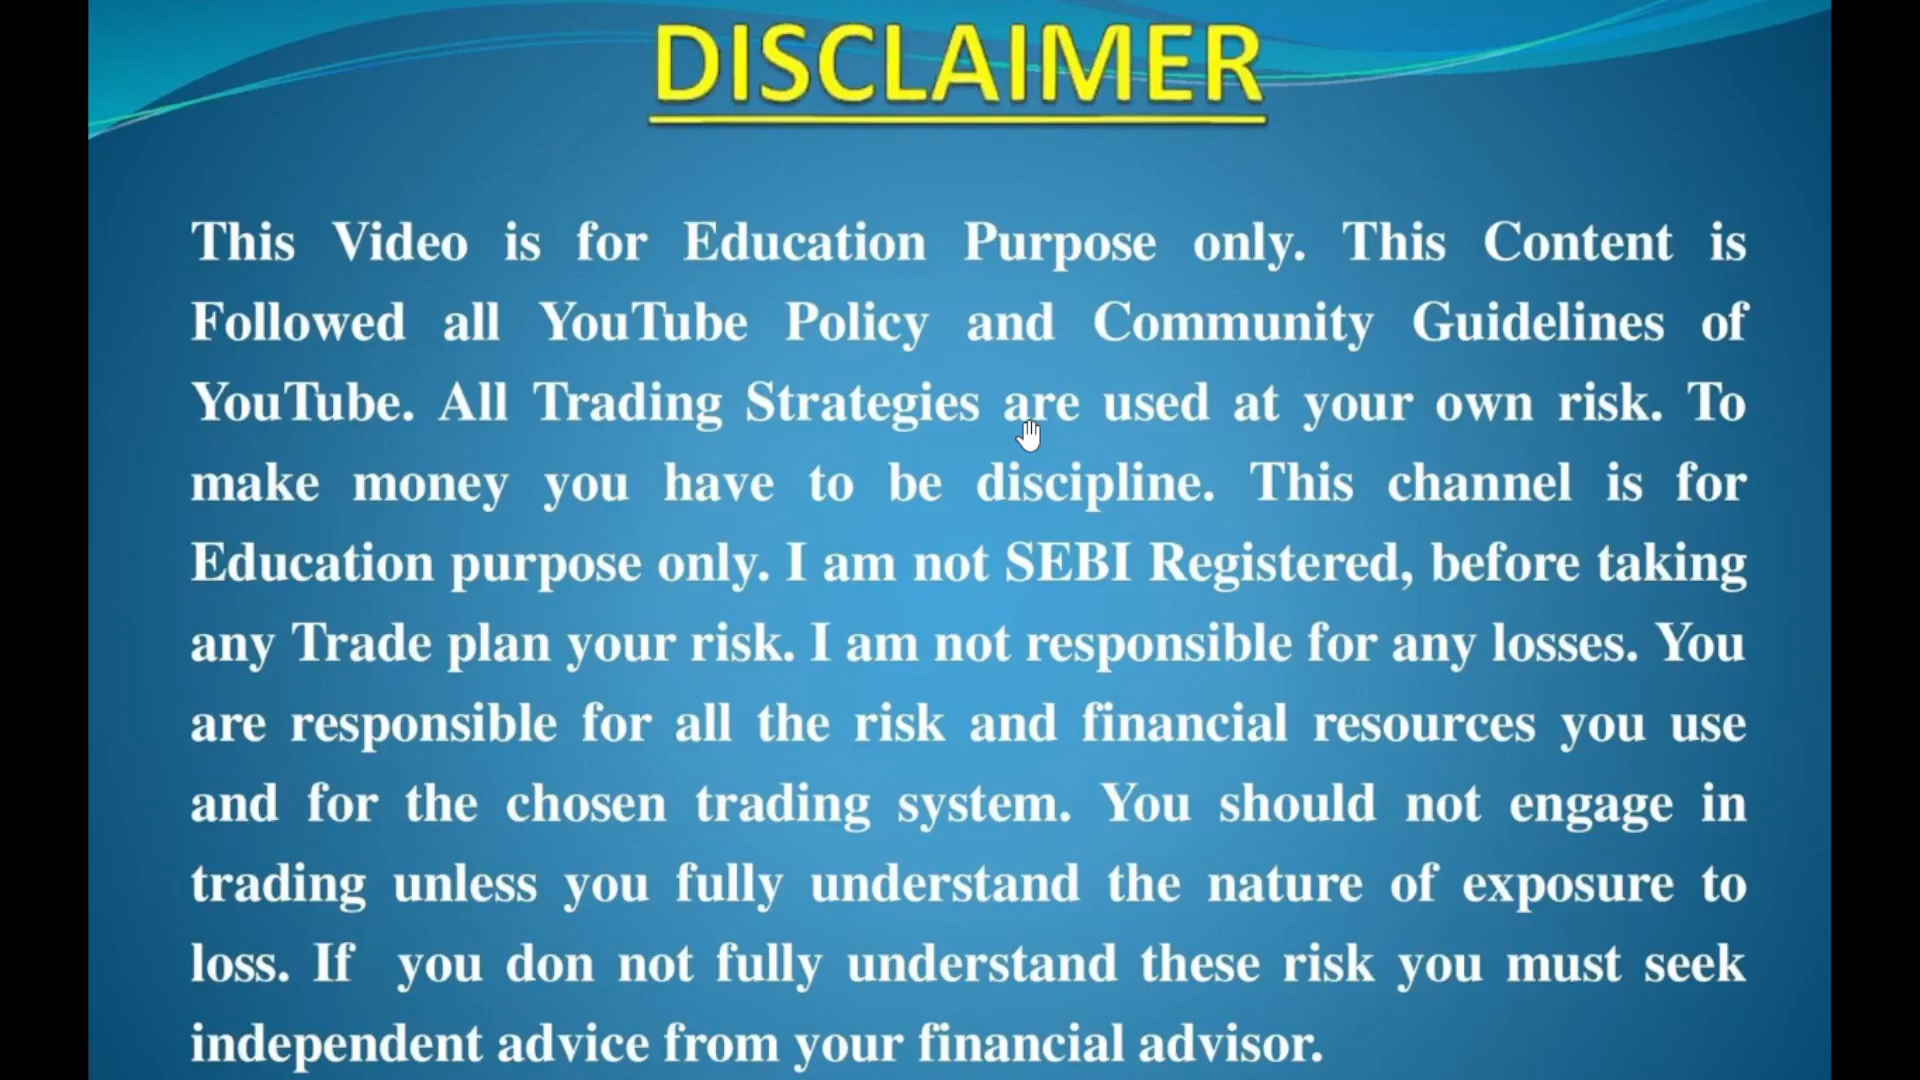 DISCLAIMER
This Video is for Education Purpose only. This Content is
Followed all YouTube Policy and Community Guidelines of
YouTube. All Trading Strategies are used at your own risk. To
make money you have to be discipline. This channel is for
Education purpose only. I am not SEBI Registered, before taking
any Trade plan your risk. I am not responsible for any losses. You
are responsible for all the risk and financial resources you use
and for the chosen trading system. You should not engage in
trading unless you fully understand the nature of exposure to
loss. If you don not fully understand these risk you must seek
independent advice from your financial advisor.